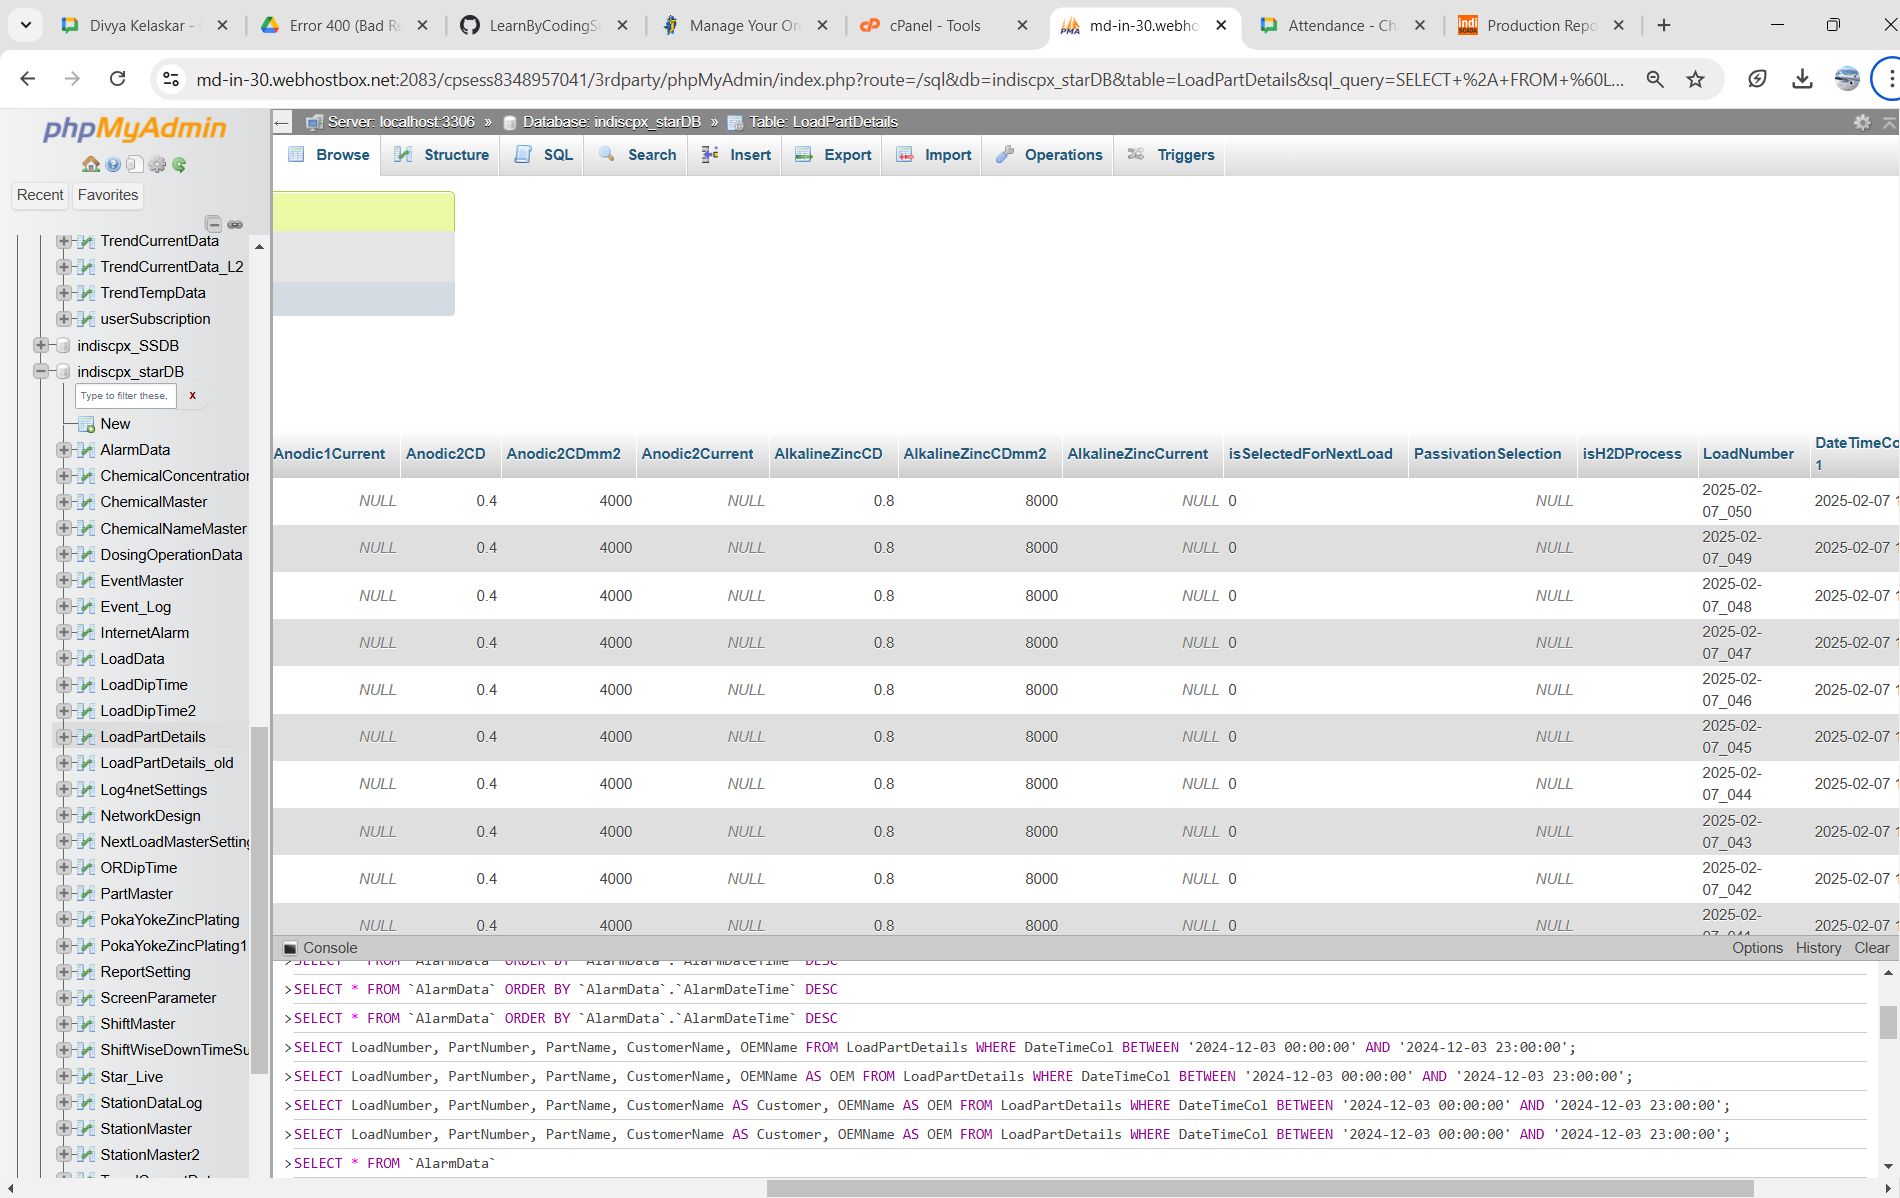 Divya Kelaskar -
Error 400 (Bad Re
LearnByCodingS
Manage Your Or
cPanel - Tools
md-in-30.webho
Attendance - Ch
Production Repo
md-in-30.webhostbox.net:2083/cpsess8348957041/3rdparty/phpMyAdmin/index.php?route=/sql&db=indiscpx_starDB&table=LoadPartDetails&sql_query=SELECT+%2A+FROM+%60L...
phpMyAdmin
Recent Favorites
TrendCurrentData
TrendCurrentData_L2
TrendTempData
userSubscription
indiscpx_SSDB
indiscpx_starDB
Type to filter these, X
New
AlarmData
ChemicalConcentration
ChemicalMaster
ChemicalNameMaster
DosingOperationData
EventMaster
Event_Log
InternetAlarm
LoadData
LoadDipTime
LoadDipTime2
LoadPartDetails
LoadPartDetails_old
Log4netSettings
NetworkDesign
NextLoadMasterSetting
ORDipTime
PartMaster
PokaYokeZincPlating
PokaYokeZincPlating1
ReportSetting
ScreenParameter
ShiftMaster
ShiftWiseDownTimeSu
Star_Live
StationDataLog
StationMaster
StationMaster2
Server: localhost:3306 » Database: indiscpx_starDB » Table: LoadPartDetails
Browse Structure SQL Search Insert Export Import Operations Triggers
Anodic1Current Anodic2CD Anodic2CDmm2 Anodic2Current AlkalineZincCD AlkalineZincCDmm2 AlkalineZincCurrent isSelectedForNextLoad PassivationSelection isH2DProcess LoadNumber DateTimeCo
1
NULL 0.4 4000 NULL 0.8 8000 NULL 0 NULL 2025-02-07_050 2025-02-07 1
NULL 0.4 4000 NULL 0.8 8000 NULL 0 NULL 2025-02-07_049 2025-02-07 1
NULL 0.4 4000 NULL 0.8 8000 NULL 0 NULL 2025-02-07_048 2025-02-07 1
NULL 0.4 4000 NULL 0.8 8000 NULL 0 NULL 2025-02-07_047 2025-02-07 1
NULL 0.4 4000 NULL 0.8 8000 NULL 0 NULL 2025-02-07_046 2025-02-07 1
NULL 0.4 4000 NULL 0.8 8000 NULL 0 NULL 2025-02-07_045 2025-02-07 1
NULL 0.4 4000 NULL 0.8 8000 NULL 0 NULL 2025-02-07_044 2025-02-07 1
NULL 0.4 4000 NULL 0.8 8000 NULL 0 NULL 2025-02-07_043 2025-02-07 1
NULL 0.4 4000 NULL 0.8 8000 NULL 0 NULL 2025-02-07_042 2025-02-07 1
NULL 0.4 4000 NULL 0.8 8000 NULL 0 NULL 2025-02-07_041 2025-02-07 1
Console Options History Clear
>SELECT * FROM `AlarmData` ORDER BY `AlarmData`.`AlarmDateTime` DESC
>SELECT * FROM `AlarmData` ORDER BY `AlarmData`.`AlarmDateTime` DESC
>SELECT * FROM `AlarmData` ORDER BY `AlarmData`.`AlarmDateTime` DESC
>SELECT LoadNumber, PartNumber, PartName, CustomerName, OEMName FROM LoadPartDetails WHERE DateTimeCol BETWEEN '2024-12-03 00:00:00' AND '2024-12-03 23:00:00';
>SELECT LoadNumber, PartNumber, PartName, CustomerName, OEMName AS OEM FROM LoadPartDetails WHERE DateTimeCol BETWEEN '2024-12-03 00:00:00' AND '2024-12-03 23:00:00';
>SELECT LoadNumber, PartNumber, PartName, CustomerName AS Customer, OEMName AS OEM FROM LoadPartDetails WHERE DateTimeCol BETWEEN '2024-12-03 00:00:00' AND '2024-12-03 23:00:00';
>SELECT LoadNumber, PartNumber, PartName, CustomerName AS Customer, OEMName AS OEM FROM LoadPartDetails WHERE DateTimeCol BETWEEN '2024-12-03 00:00:00' AND '2024-12-03 23:00:00';
>SELECT * FROM `AlarmData`